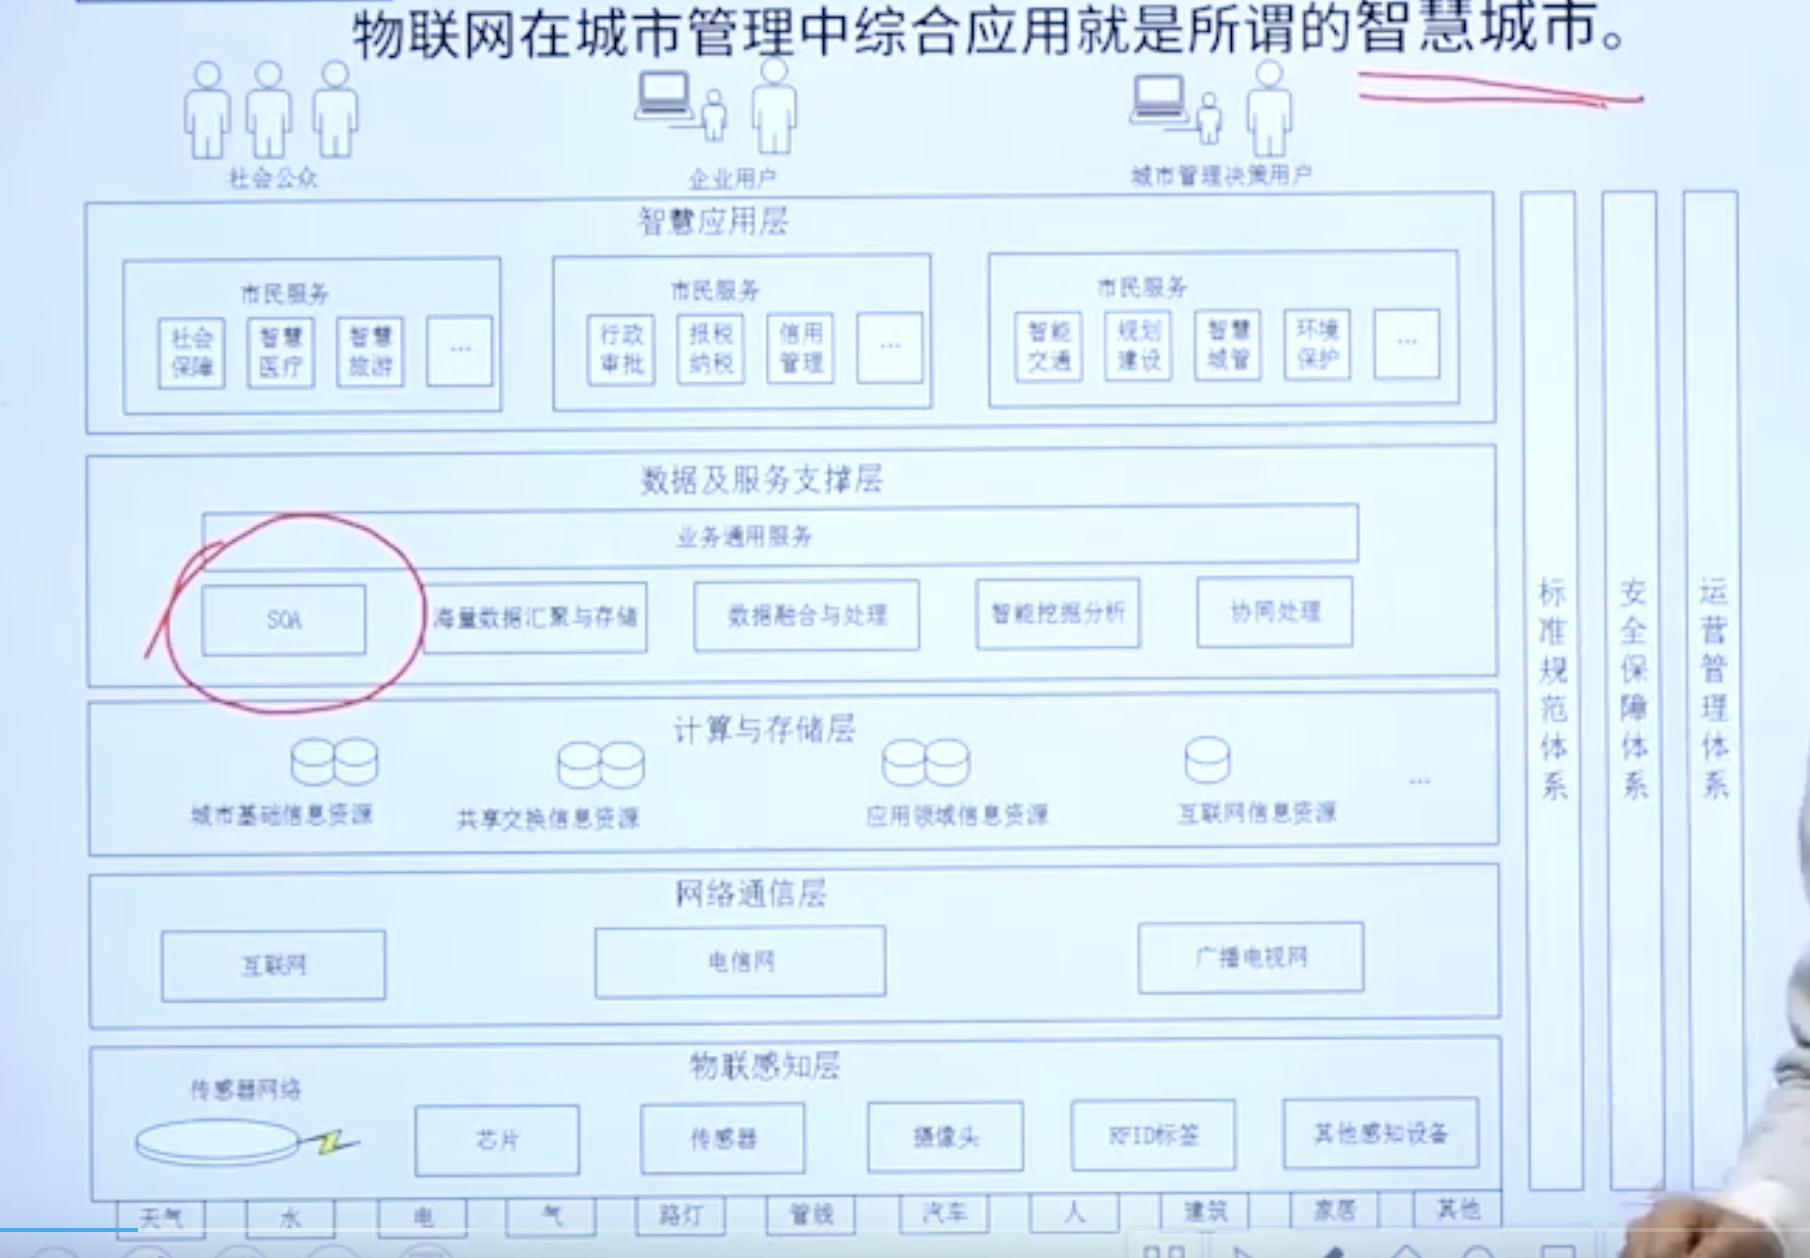 物联网在城市管理中综合应用就是所谓的智慧城市。
社会公众
企业用户
城市管理决策用户
智慧应用层
市民服务
社会
保障
智慧
医疗
智慧
旅游
...
市民服务
行政
审批
报税
纳税
信用
管理
...
市民服务
智能
交通
规划
建设
智慧
城管
环境
保护
...
数据及服务支撑层
业务通用服务
SOA
海量数据汇聚与存储
数据融合与处理
智能挖掘分析
协同处理
计算与存储层
城市基础信息资源
共享交换信息资源
应用领域信息资源
互联网信息资源
...
网络通信层
互联网
电信网
广播电视网
物联感知层
传感器网络
芯片
传感器
摄像头
RFID标签
其他感知设备
天气
水
电
气
路灯
管线
汽车
人
建筑
家居
其他
标准规范体系
安全保障体系
运营管理体系